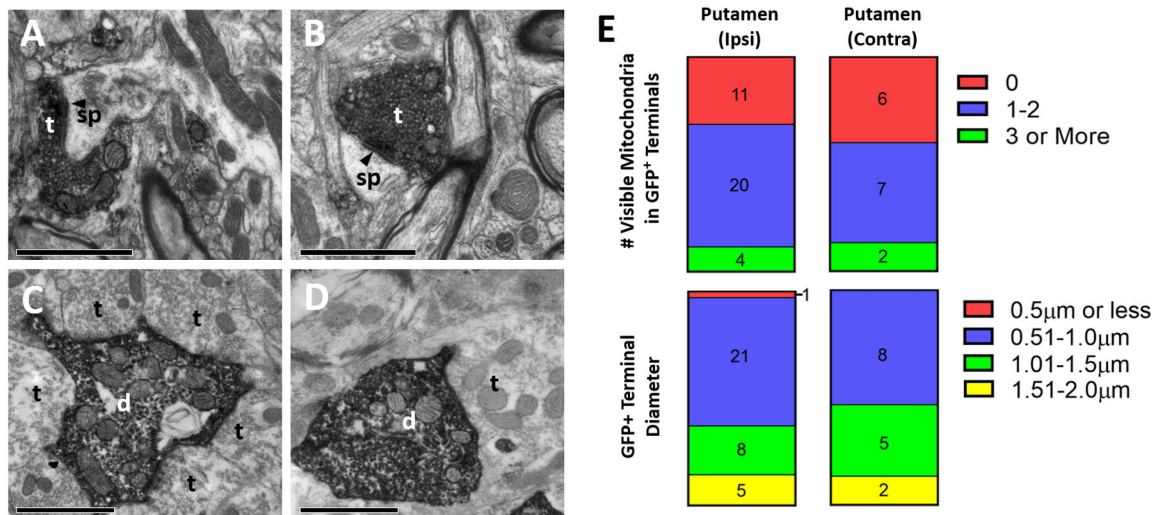 A
t
sp
B
t
sp
C
t
t
t
d
t
t
D
t
d
E
Putamen
(Ipsi)
Putamen
(Contra)
# Visible Mitochondria
in GFP+ Terminals
11
20
4
6
7
2
0
1-2
3 or More
GFP+ Terminal
Diameter
1
21
8
5
8
5
2
0.5μm or less
0.51-1.0μm
1.01-1.5μm
1.51-2.0μm